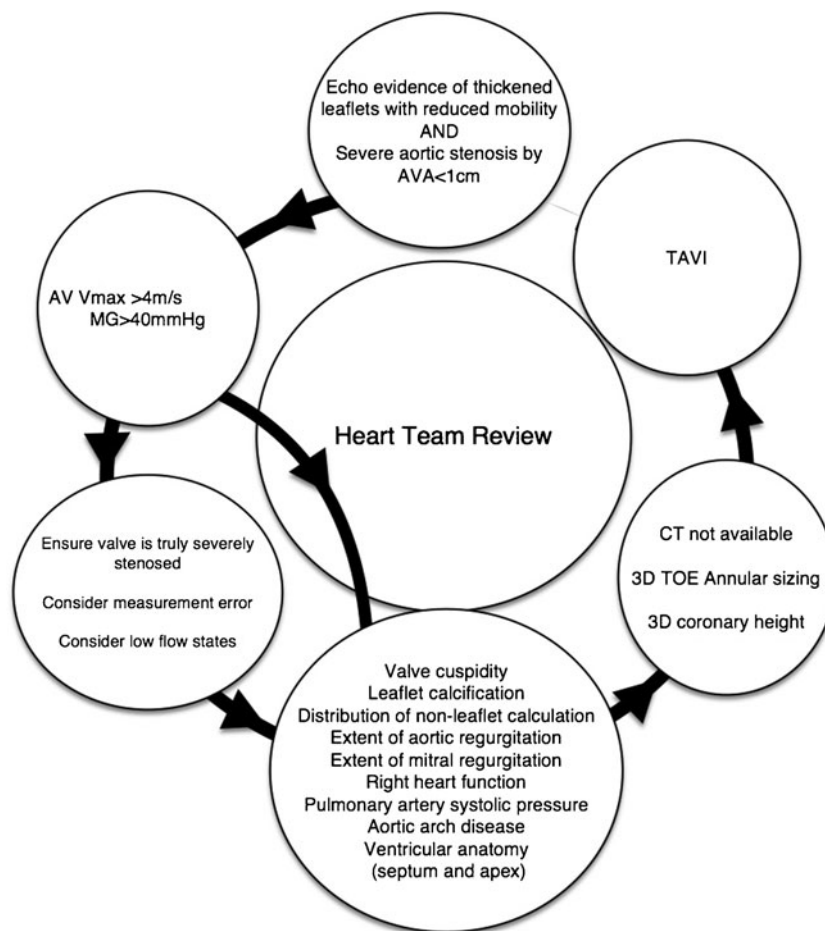 Echo evidence of thickened
leaflets with reduced mobility
AND
Severe aortic stenosis by
AVA<1cm
TAVI
AV Vmax >4m/s
MG>40mmHg
Heart Team Review
Ensure valve is truly severely
stenosed
Consider measurement error
Consider low flow states
CT not available
3D TOE Annular sizing
3D coronary height
Valve cuspidity
Leaflet calcification
Distribution of non-leaflet calculation
Extent of aortic regurgitation
Extent of mitral regurgitation
Right heart function
Pulmonary artery systolic pressure
Aortic arch disease
Ventricular anatomy
(septum and apex)